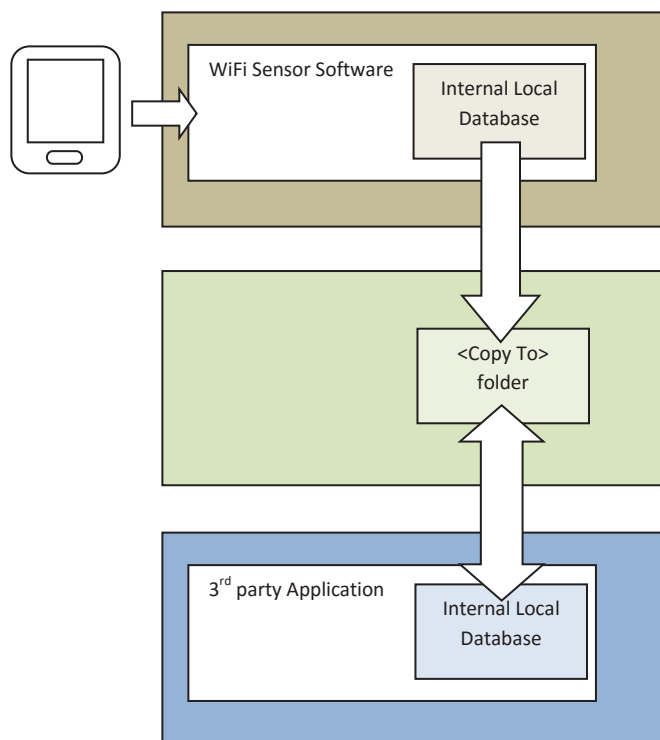 WiFi Sensor Software
Internal Local
Database
<Copy To>
folder
3rd party Application
Internal Local
Database